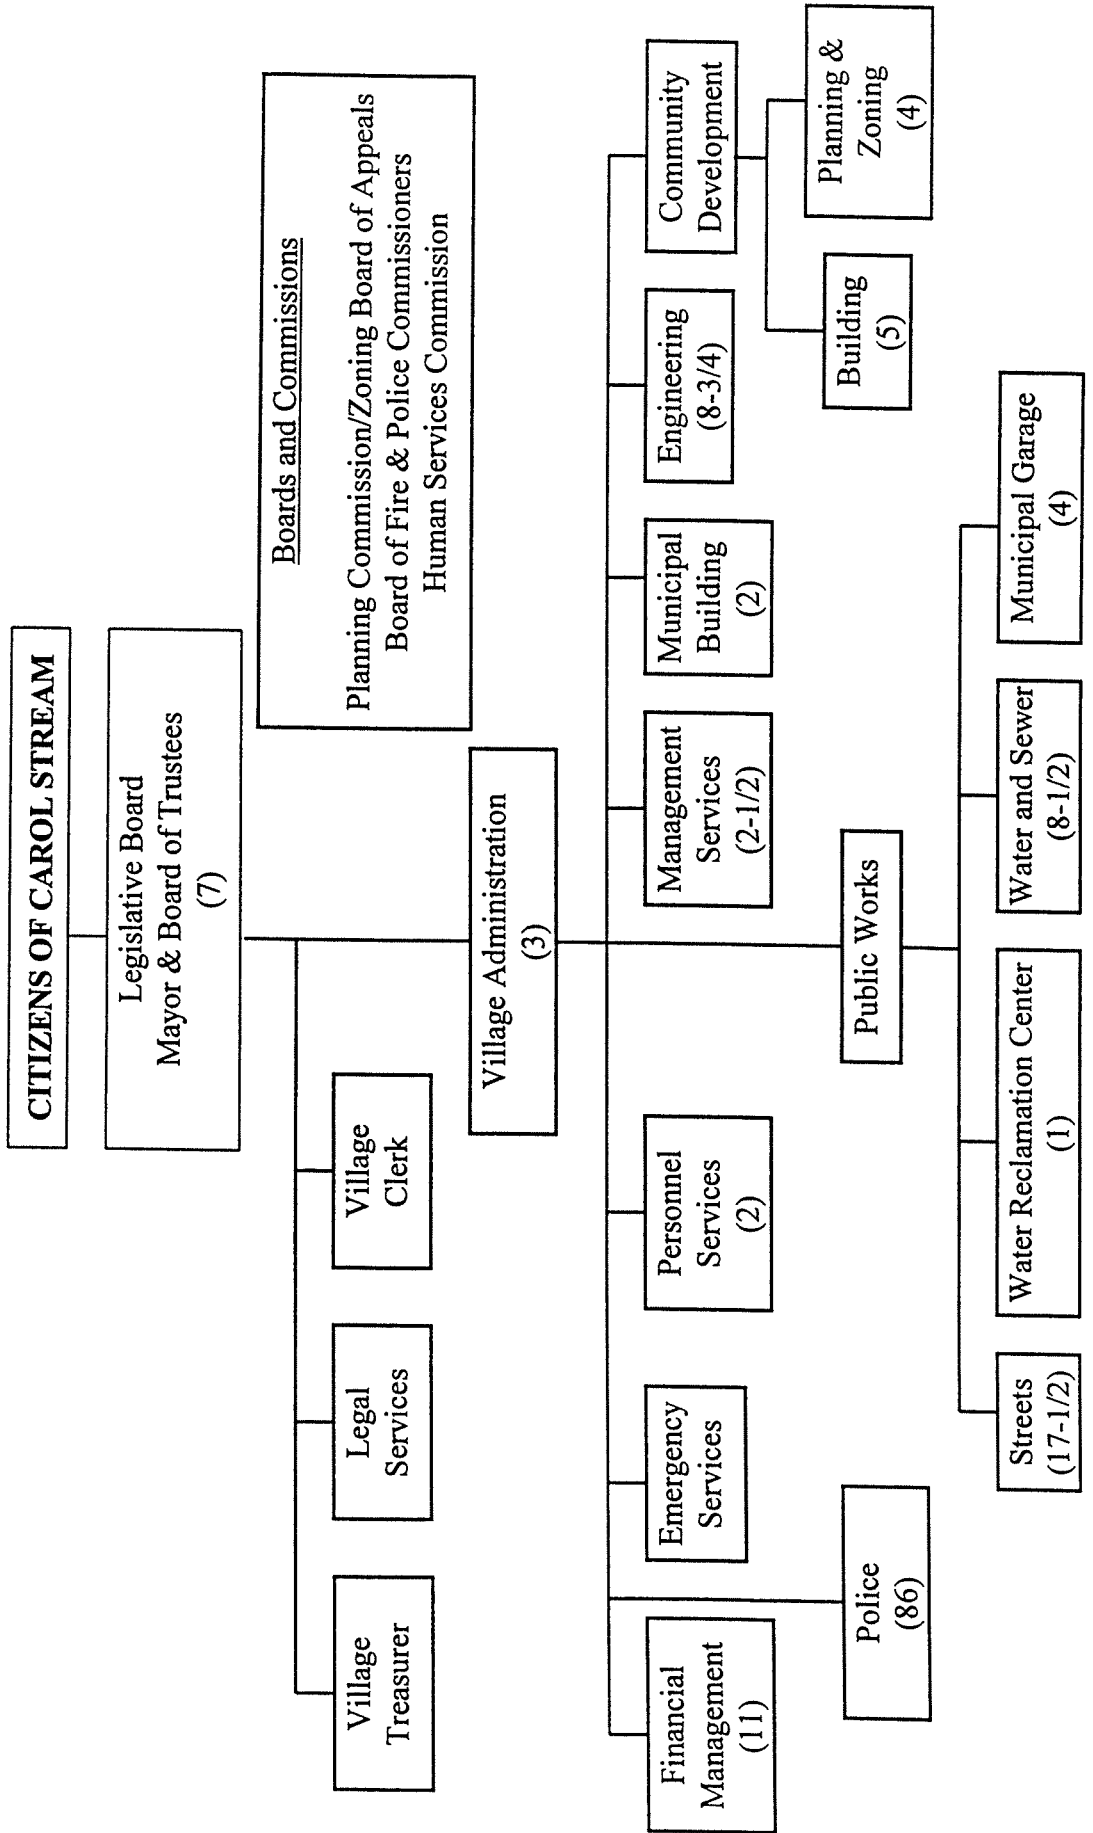 CITIZENS OF CAROL STREAM
Legislative Board
Mayor & Board of Trustees
(7)
Boards and Commissions
Planning Commission/Zoning Board of Appeals
Board of Fire & Police Commissioners
Human Services Commission
Village
Treasurer
Legal
Services
Village
Clerk
Village Administration
(3)
Financial
Management
(11)
Emergency
Services
Personnel
Services
(2)
Management
Services
(2-1/2)
Municipal
Building
(2)
Engineering
(8-3/4)
Community
Development
Police
(86)
Public Works
Building
(5)
Planning &
Zoning
(4)
Streets
(17-1/2)
Water Reclamation Center
(1)
Water and Sewer
(8-1/2)
Municipal Garage
(4)